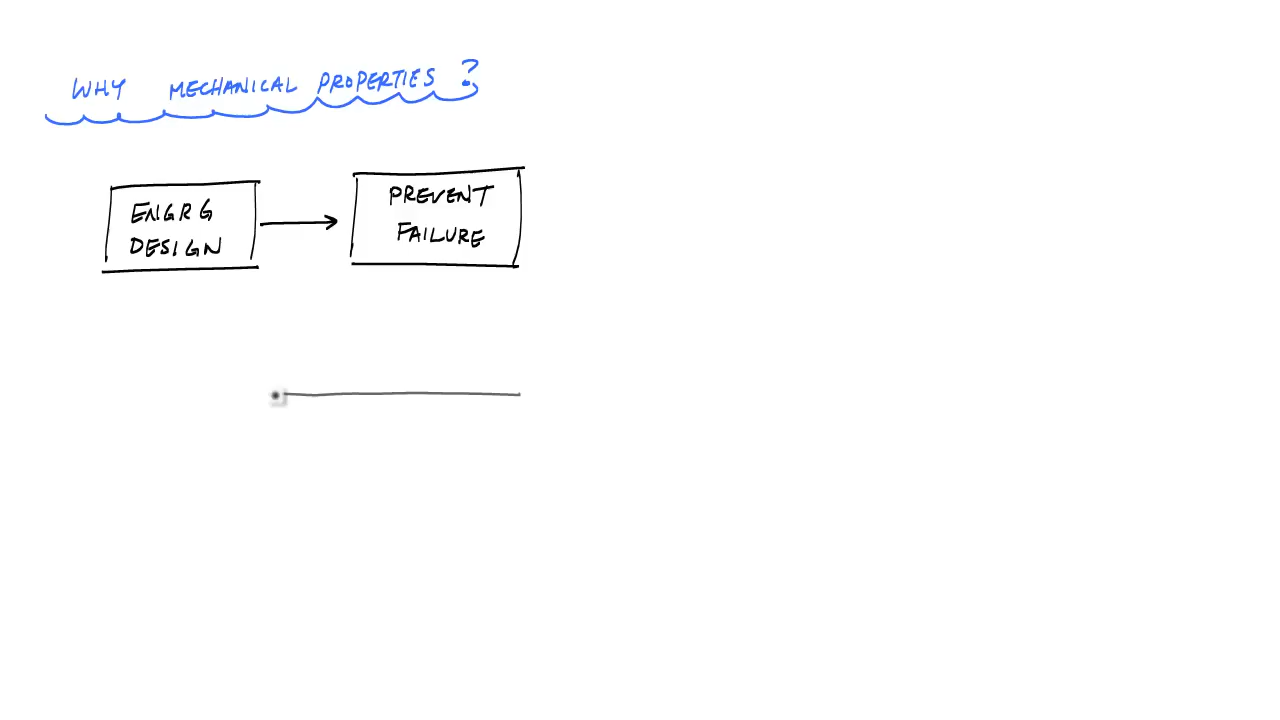 WHY MECHANICAL PROPERTIES ?
ENGRG
DESIGN
PREVENT
FAILURE